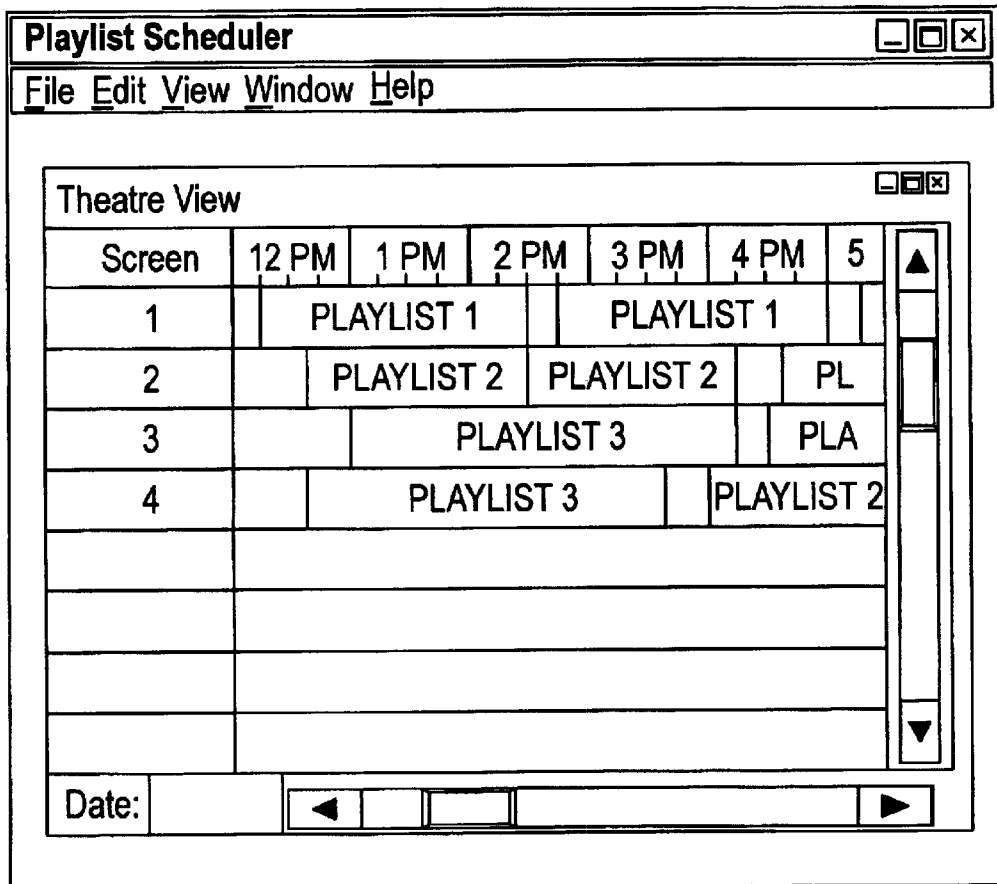 Playlist Scheduler
File Edit View Window Help
Theatre View
Screen 12 PM 1 PM 2 PM 3 PM 4 PM 5
1 PLAYLIST 1 PLAYLIST 1
2 PLAYLIST 2 PLAYLIST 2 PL
3 PLAYLIST 3 PLA
4 PLAYLIST 3 PLAYLIST 2
Date: